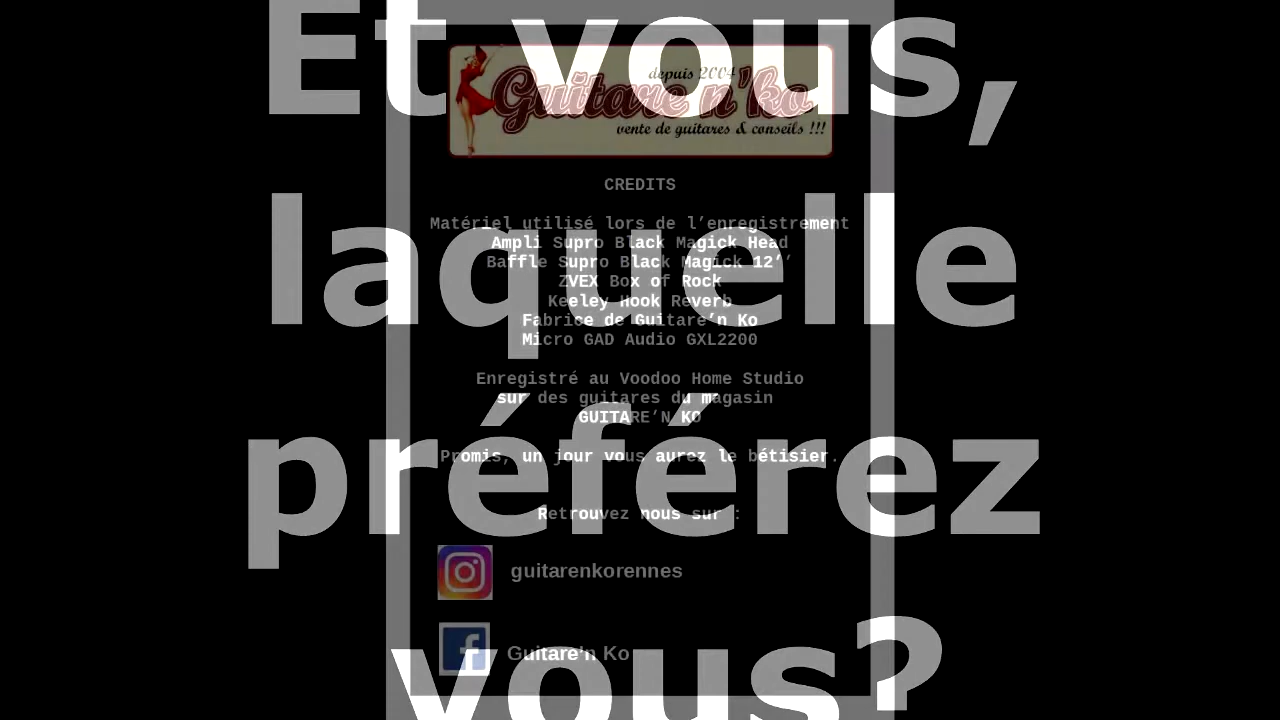 Et vous,
laquelle
préférez
vous?
depuis 2004
Guitare n'ko
vente de guitares & conseils !!!
CREDITS
Matériel utilisé lors de l’enregistrement
Ampli Supro Black Magick Head
Baffle Supro Black Magick 12’’
ZVEX Box of Rock
Keeley Hook Reverb
Fabrice de Guitare’n Ko
Micro GAD Audio GXL2200
Enregistré au Voodoo Home Studio
sur des guitares du magasin
GUITARE’N KO
Promis, un jour vous aurez le bétisier.
Retrouvez nous sur :
guitarenkorennes
Guitare'n Ko